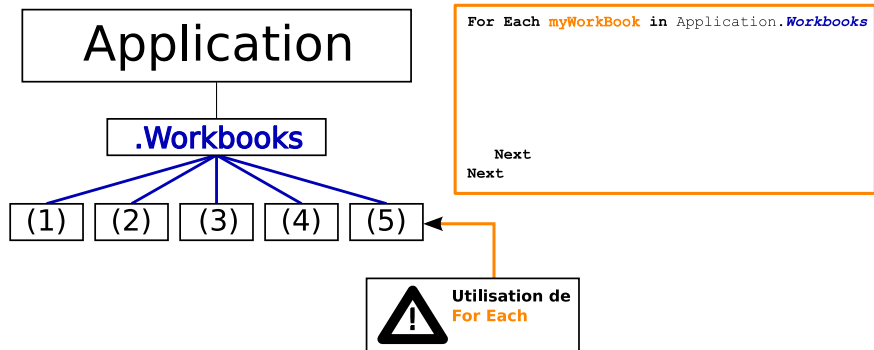 Application
.Workbooks
(1) (2) (3) (4) (5)
For Each myWorkBook in Application.Workbooks
Next
Next
!
Utilisation de
For Each